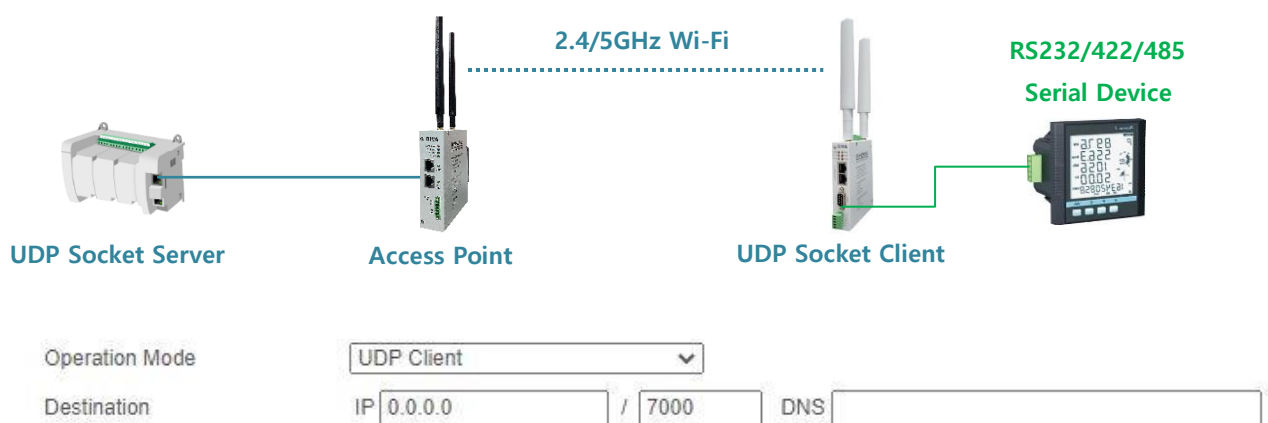 2.4/5GHz Wi-Fi
RS232/422/485
Serial Device
UDP Socket Server
Access Point
UDP Socket Client
Operation Mode UDP Client
Destination IP 0.0.0.0 / 7000 DNS